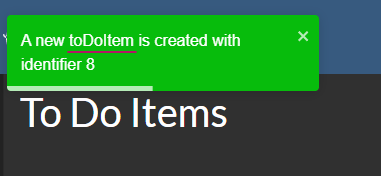 A new toDoItem is created with ×
identifier 8
To Do Items